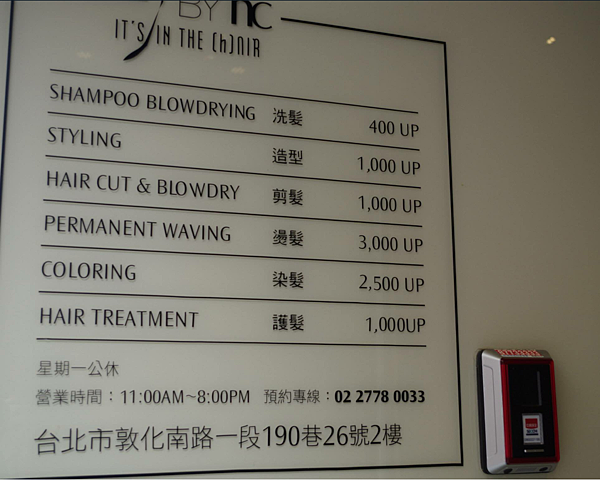 BY nc
IT'S IN THE (h)AIR
SHAMPOO BLOWDRYING 洗髮 400 UP
STYLING 造型 1,000 UP
HAIR CUT & BLOWDRY 剪髮 1,000 UP
PERMANENT WAVING 燙髮 3,000 UP
COLORING 染髮 2,500 UP
HAIR TREATMENT 護髮 1,000UP
星期一公休
營業時間：11:00AM~8:00PM 預約專線：02 2778 0033
台北市敦化南路一段190巷26號2樓